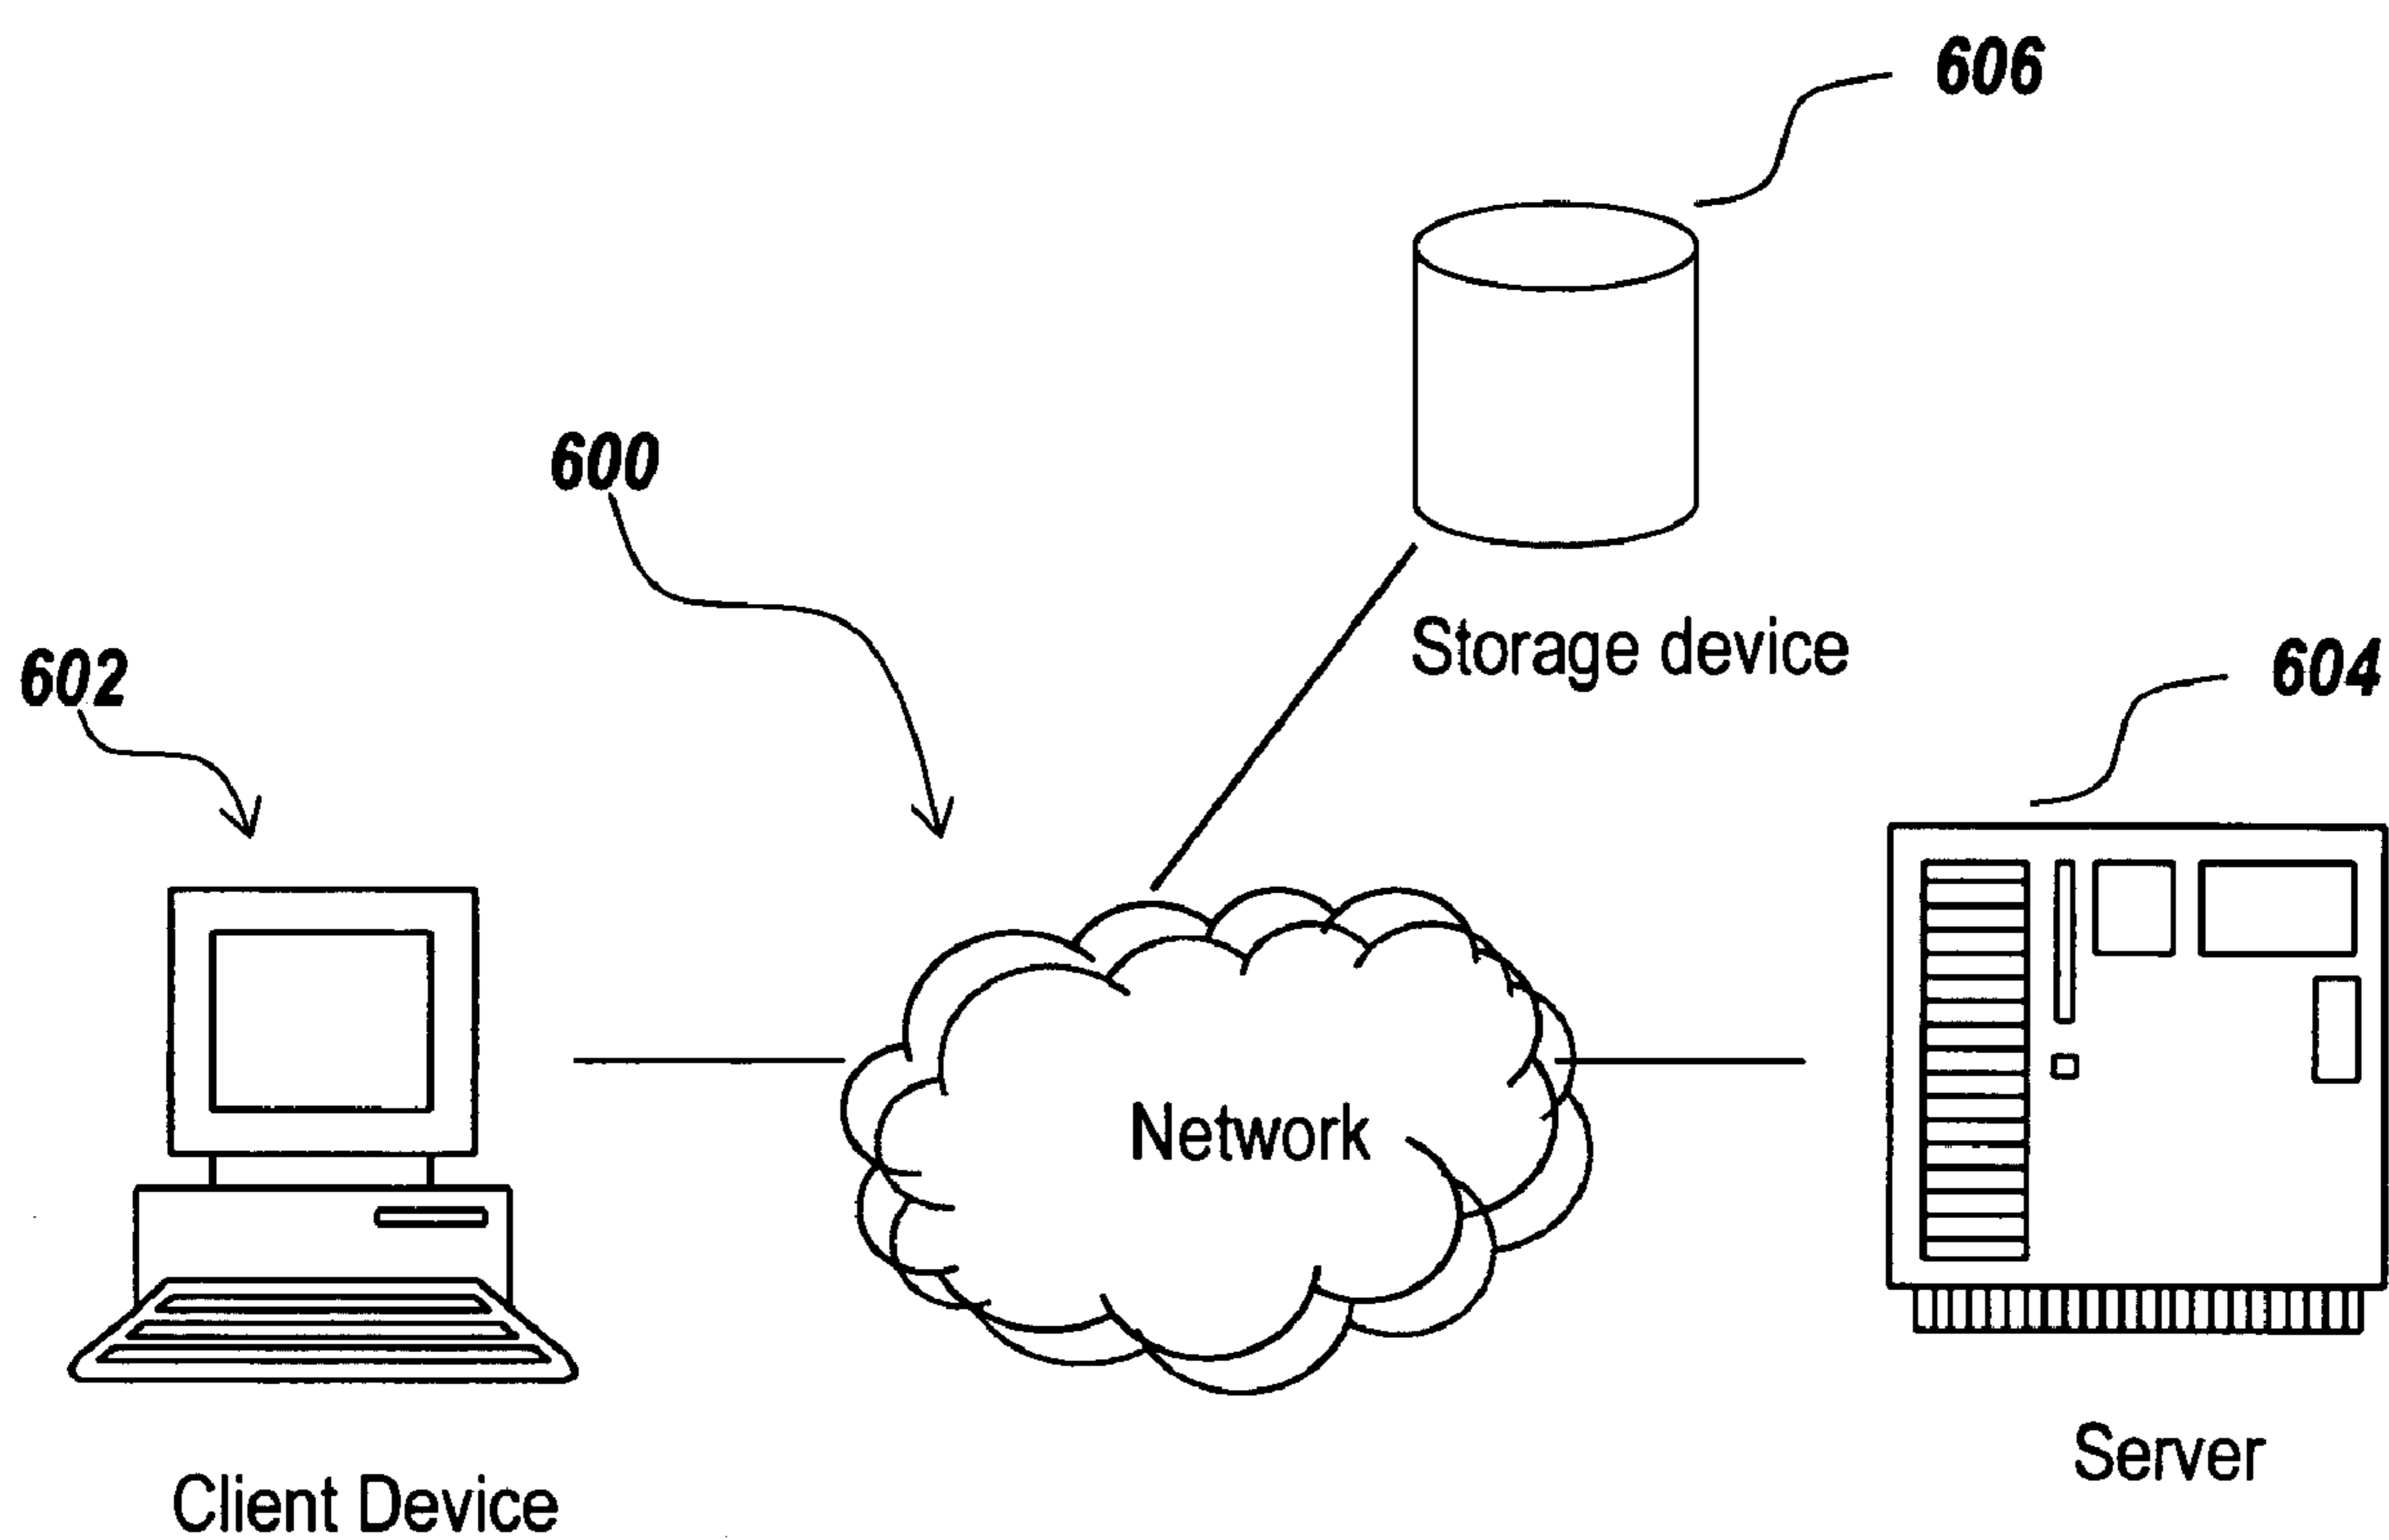 606
600
Storage device
602
604
Network
Server
Client Device